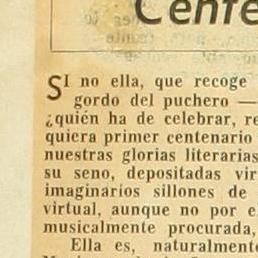 Cente
SI no ella, que recoge
gordo del puchero —
¿quién ha de celebrar, re
quiera primer centenario
nuestras glorias literarias
su seno, depositadas vir
imaginarios sillones de
virtual, aunque no por e
musicalmente procurada,
Ella es, naturalmente